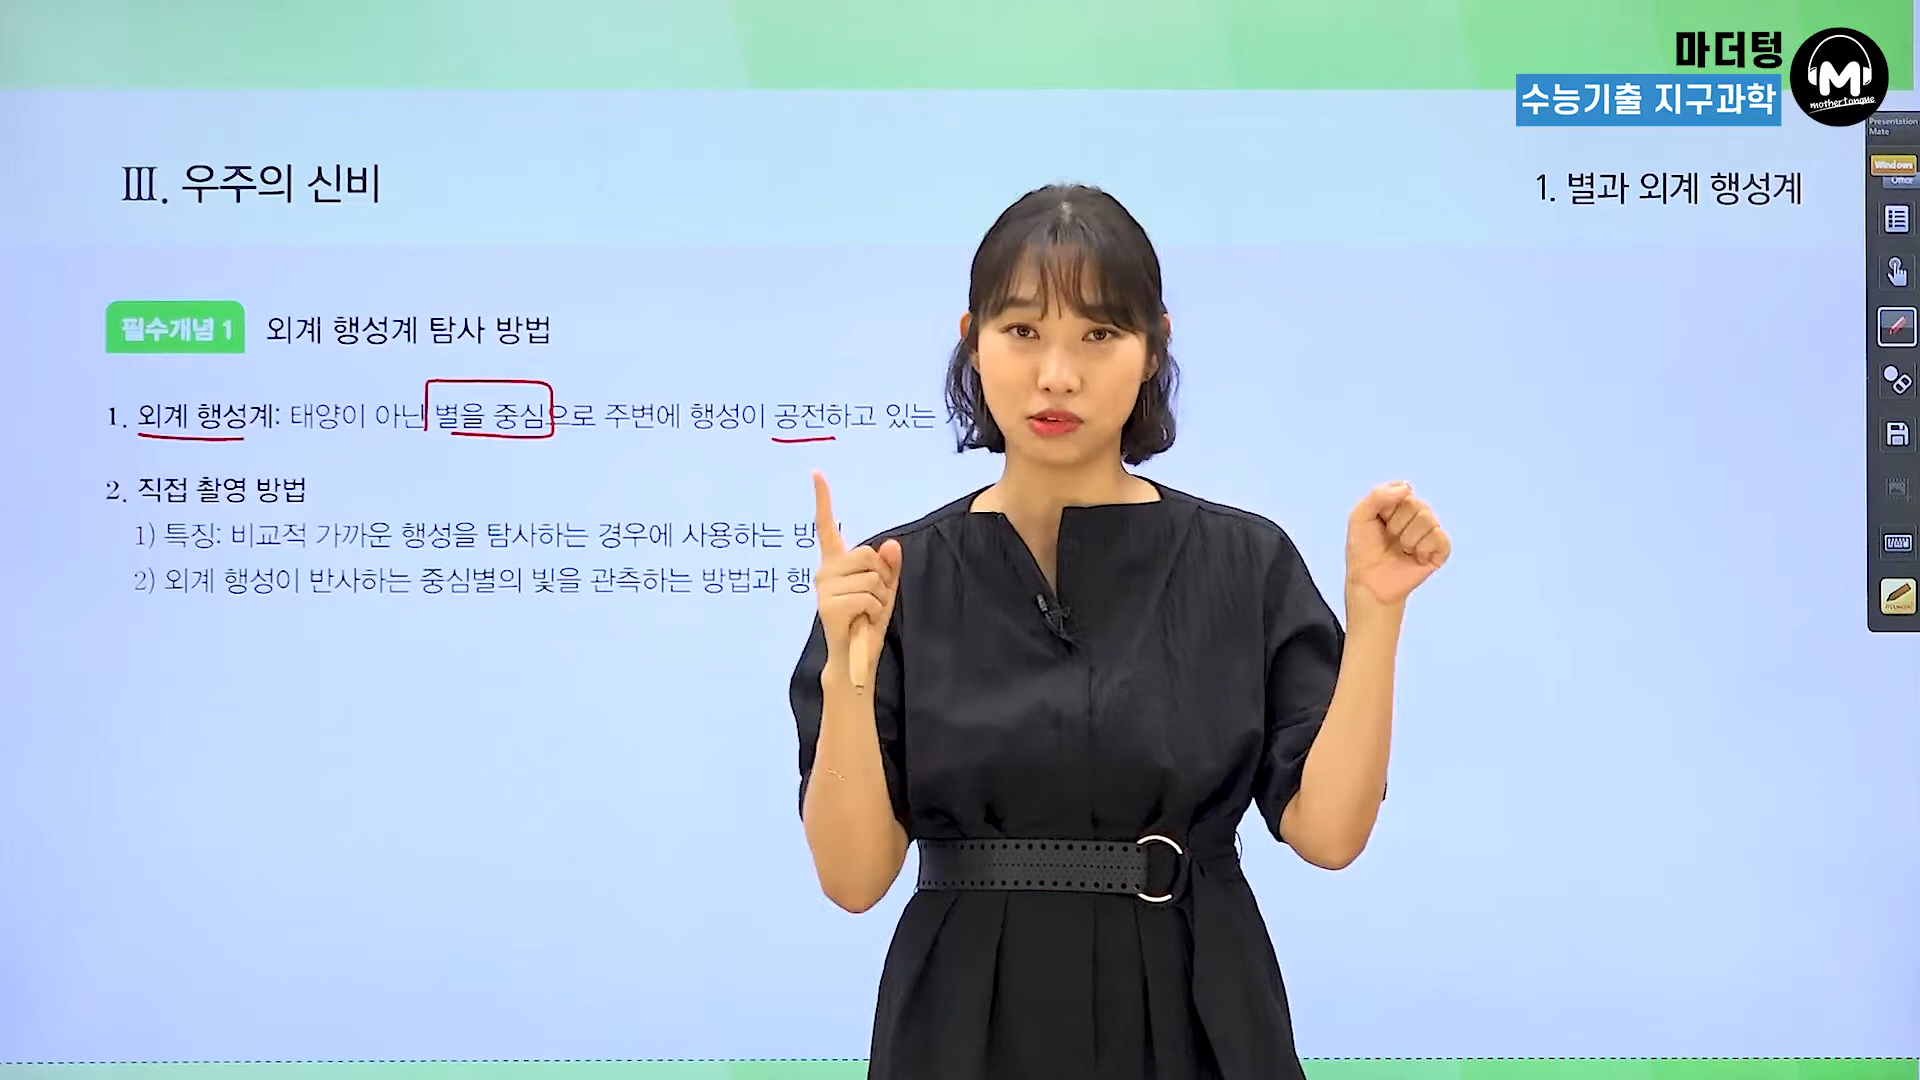 마더텅
수능기출 지구과학
M
mothertongue
Presentation
Mate
Windows
Office
Ⅲ. 우주의 신비
1. 별과 외계 행성계
필수개념 1 외계 행성계 탐사 방법
1. 외계 행성계: 태양이 아닌 별을 중심으로 주변에 행성이 공전하고 있는
2. 직접 촬영 방법
1) 특징: 비교적 가까운 행성을 탐사하는 경우에 사용하는
2) 외계 행성이 반사하는 중심별의 빛을 관측하는 방법과